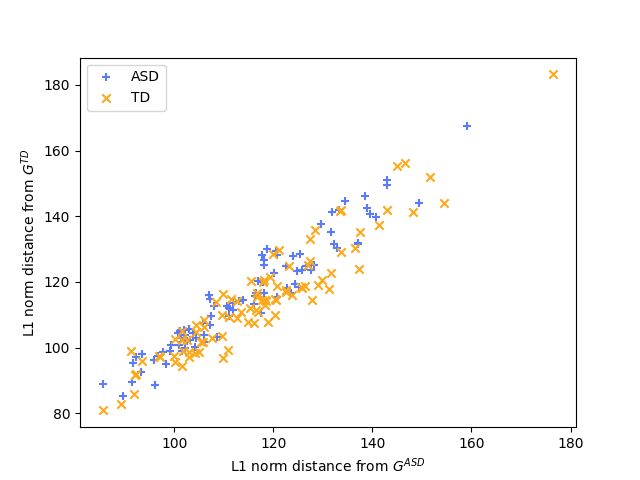 ASD
TD
180
160
140
120
100
80
L1 norm distance from G^{TD}
100 120 140 160 180
L1 norm distance from G^{ASD}